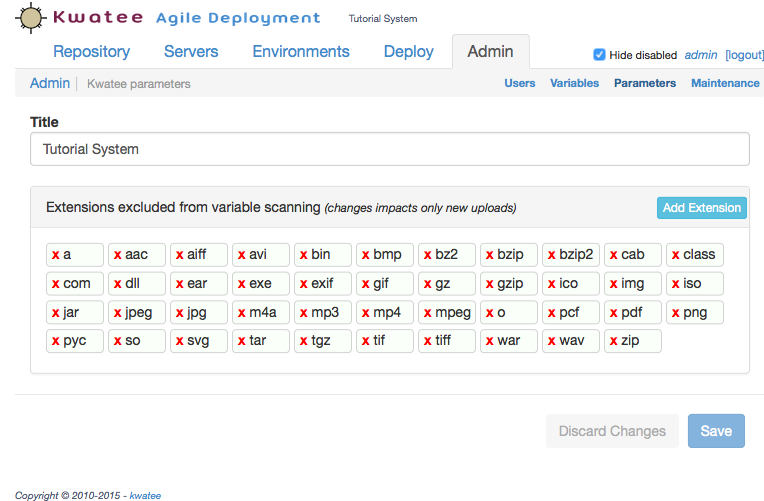 Kwatee Agile Deployment Tutorial System
Repository Servers Environments Deploy Admin Hide disabled admin [logout]
Admin Kwatee parameters Users Variables Parameters Maintenance
Title
Tutorial System
Extensions excluded from variable scanning (changes impacts only new uploads) Add Extension
x a x aac x aiff x avi x bin x bmp x bz2 x bzip x bzip2 x cab x class
x com x dll x ear x exe x exif x gif x gz x gzip x ico x img x iso
x jar x jpeg x jpg x m4a x mp3 x mp4 x mpeg x o x pcf x pdf x png
x pyc x so x svg x tar x tgz x tif x tiff x war x wav x zip
Discard Changes Save
Copyright © 2010-2015 - kwatee